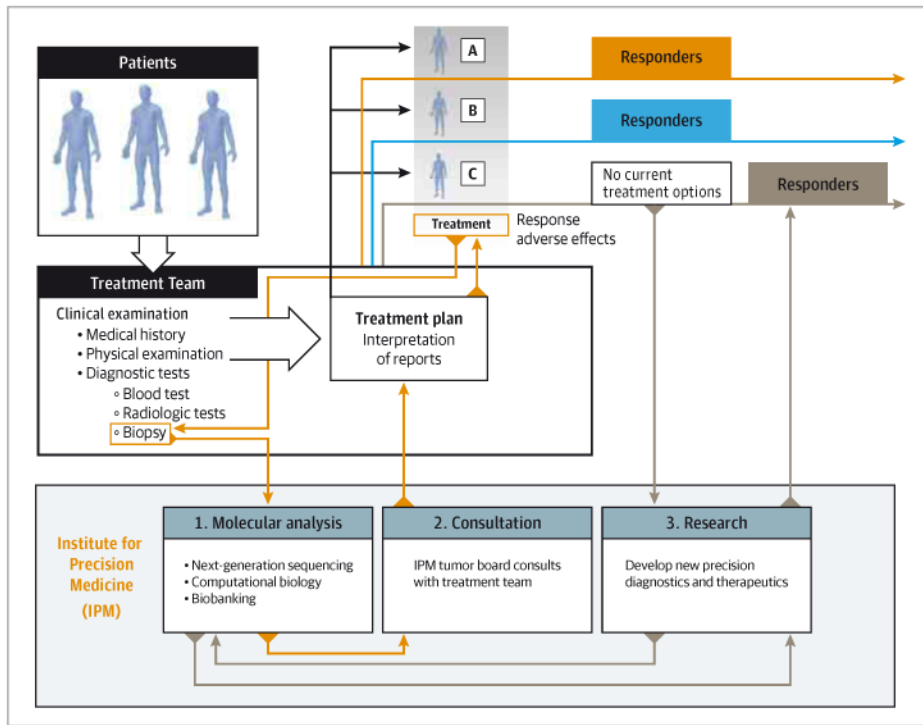 Patients
A
B
C
Responders
Responders
No current
treatment options
Responders
Treatment
Response
adverse effects
Treatment Team
Clinical examination
• Medical history
• Physical examination
• Diagnostic tests
∘ Blood test
∘ Radiologic tests
∘ Biopsy
Treatment plan
Interpretation
of reports
Institute for
Precision
Medicine
(IPM)
1. Molecular analysis
• Next-generation sequencing
• Computational biology
• Biobanking
2. Consultation
IPM tumor board consults
with treatment team
3. Research
Develop new precision
diagnostics and therapeutics